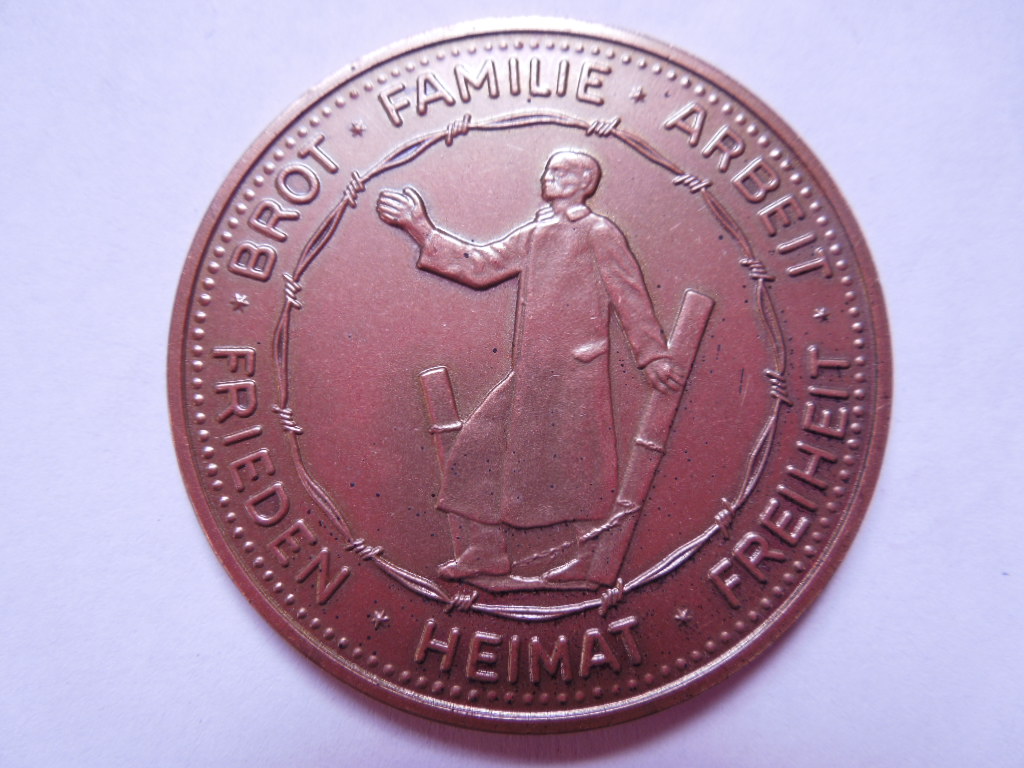 FAMILIE * ARBEIT * FREIHEIT * HEIMAT * FRIEDEN * BROT *